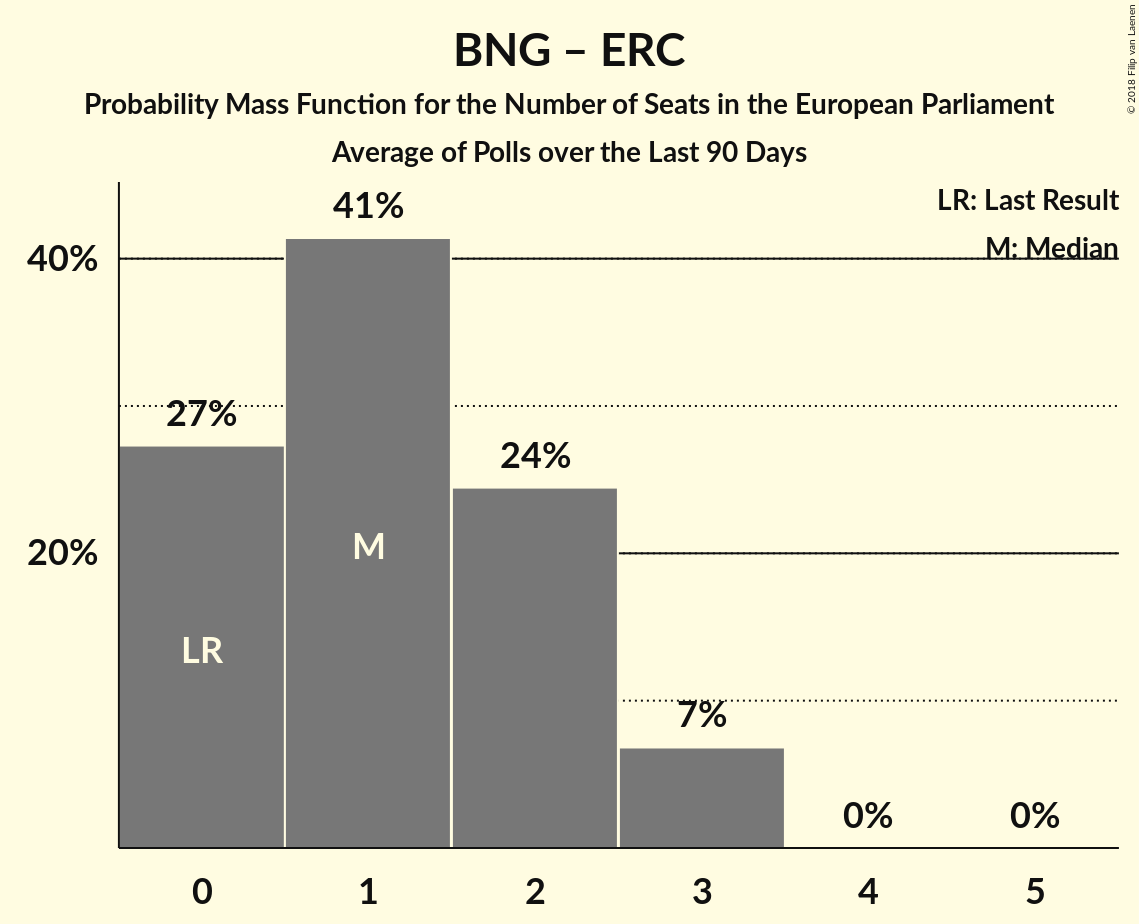 BNG – ERC
Probability Mass Function for the Number of Seats in the European Parliament
Average of Polls over the Last 90 Days
© 2018 Filip van Laenen
LR: Last Result
M: Median
41%
40%
27%
24%
M
20%
LR
7%
0%
0%
0
1
2
3
4
5